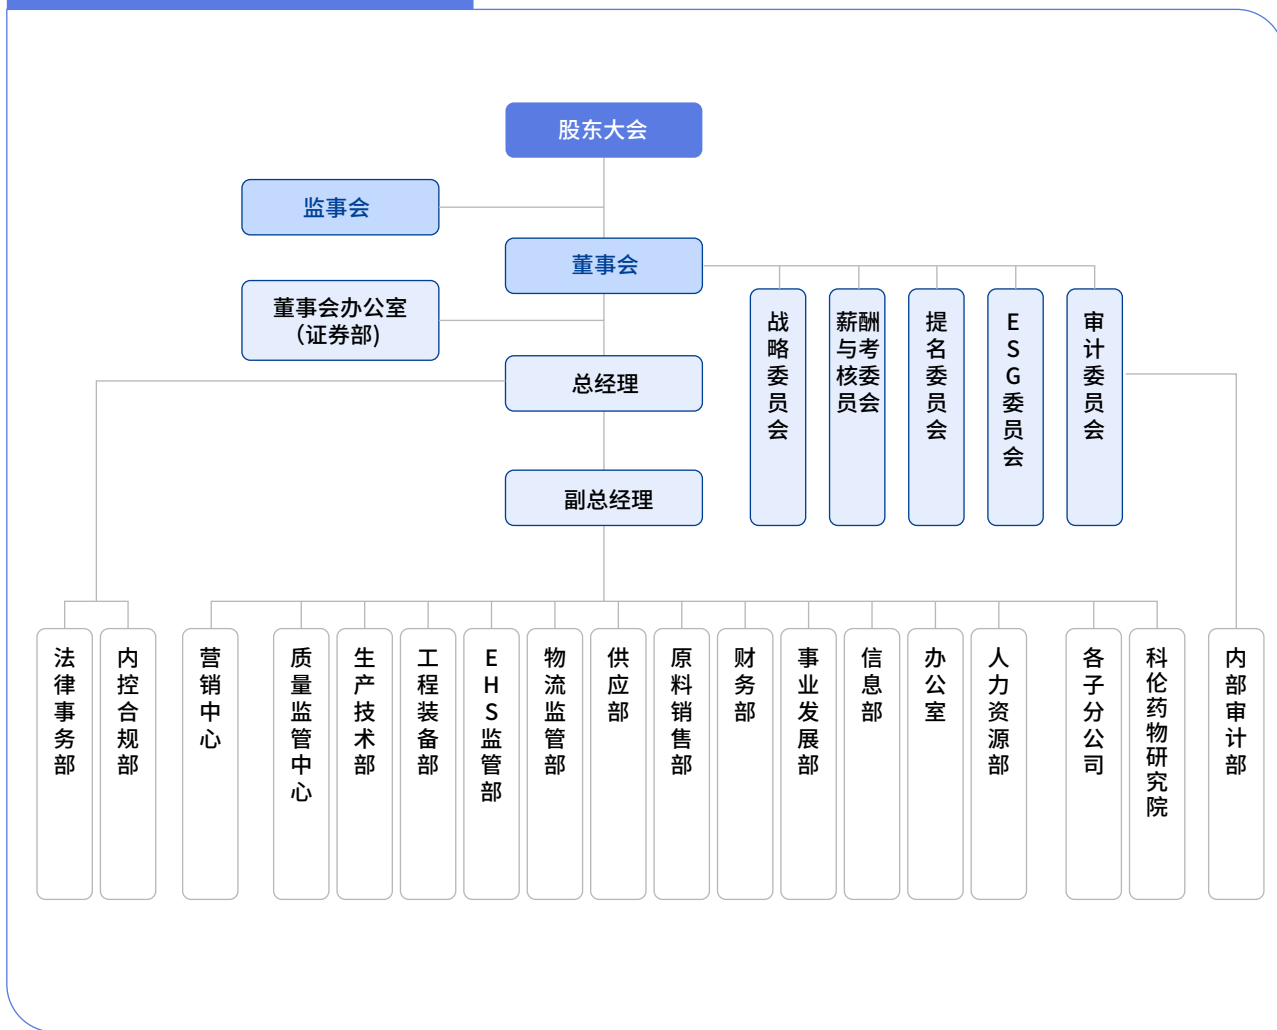 股东大会
监事会
董事会
董事会办公室
（证券部)
总经理
副总经理
战略委员会
薪酬
与考
核委
员会
提名委员会
ESG委员会
审计委员会
法律事务部
内控合规部
营销中心
质量监管中心
生产技术部
工程装备部
EHS监管部
物流监管部
供应部
原料销售部
财务部
事业发展部
信息部
办公室
人力资源部
各子分公司
科伦药物研究院
内部审计部